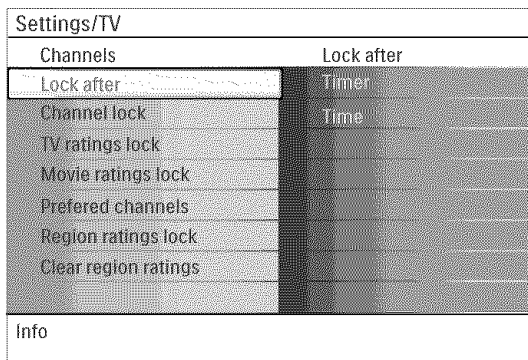 Settings/TV
Channels
Lock after
Lock after
Timer
Channel lock
Time
TV ratings lock
Movie ratings lock
Prefered channels
Region ratings lock
Clear region ratings
Info